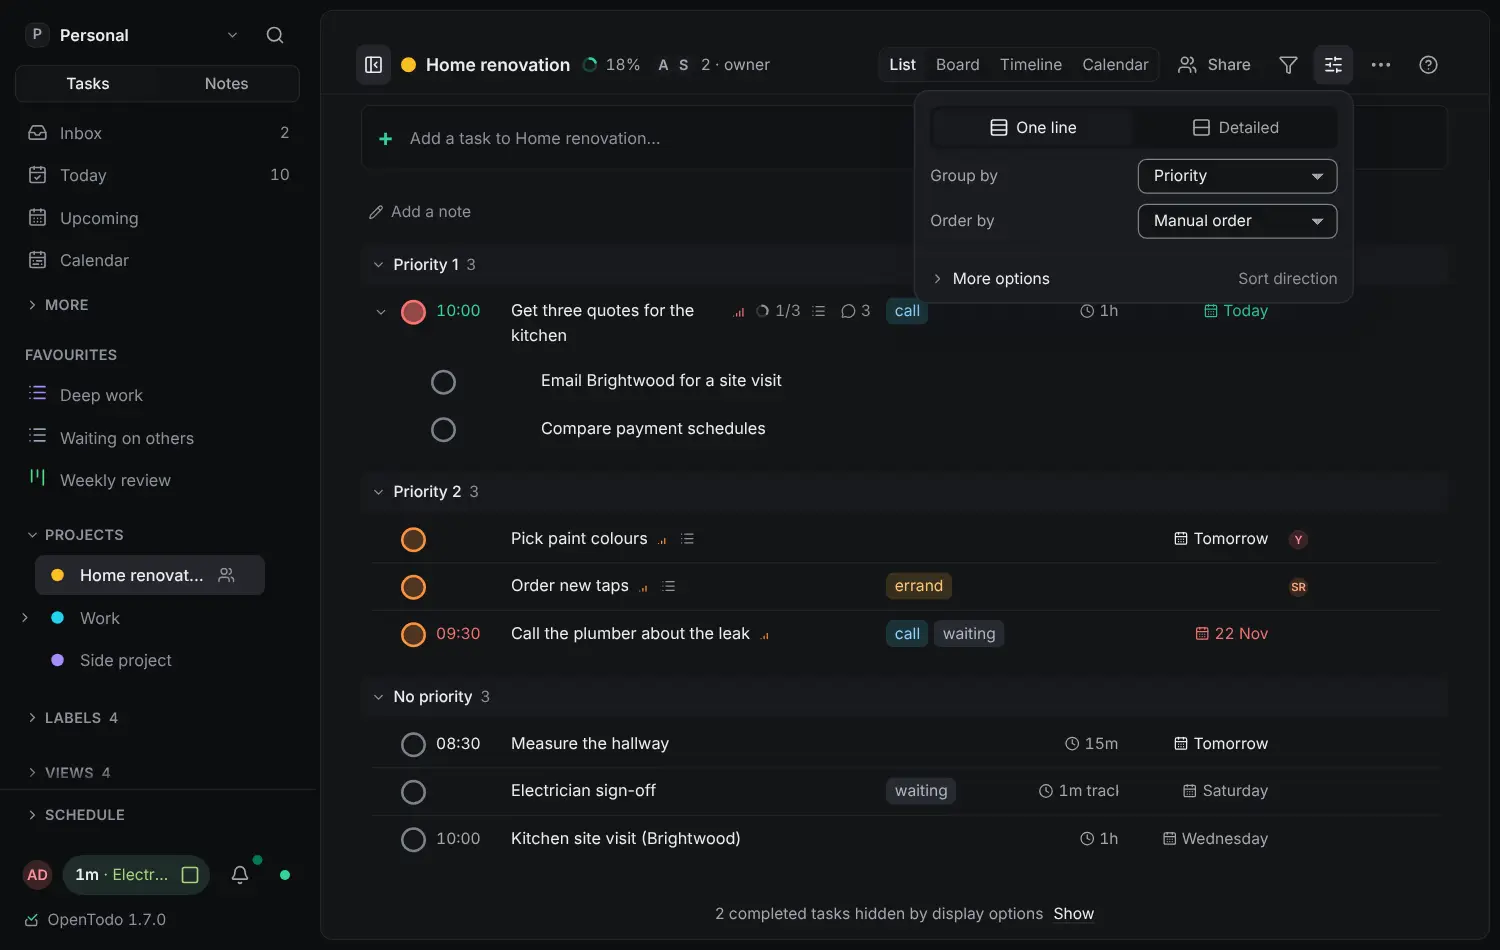 P Personal
Tasks Notes
Inbox 2
Today 10
Upcoming
Calendar
MORE
FAVOURITES
Deep work
Waiting on others
Weekly review
PROJECTS
Home renovat...
Work
Side project
LABELS 4
VIEWS 4
SCHEDULE
AD 1m · Electr...
OpenTodo 1.7.0
Home renovation 18% A S 2 · owner List Board Timeline Calendar Share
Add a task to Home renovation...
One line Detailed
Group by Priority
Order by Manual order
More options Sort direction
Add a note
Priority 1 3
10:00 Get three quotes for the 1/3 3 call 1h Today
kitchen
Email Brightwood for a site visit
Compare payment schedules
Priority 2 3
Pick paint colours Tomorrow Y
Order new taps errand SR
09:30 Call the plumber about the leak call waiting 22 Nov
No priority 3
08:30 Measure the hallway 15m Tomorrow
Electrician sign-off waiting 1m track Saturday
10:00 Kitchen site visit (Brightwood) 1h Wednesday
2 completed tasks hidden by display options Show